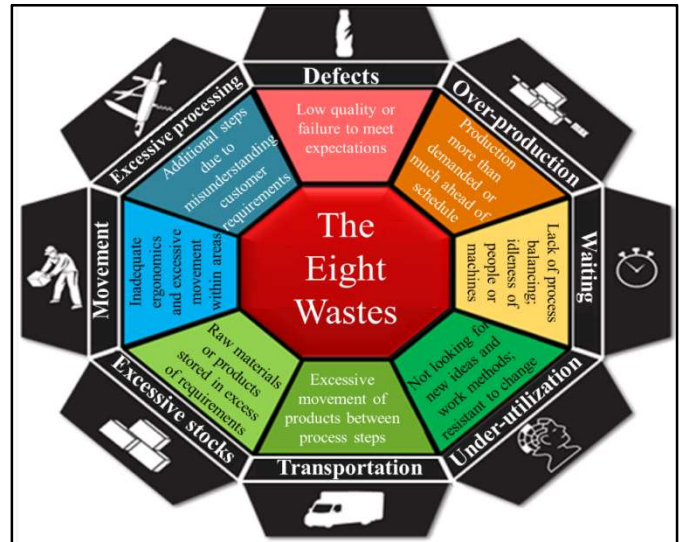 The
Eight
Wastes
Defects
Low quality or
failure to meet
expectations
Over-production
Production
more than
demanded or
much ahead of
schedule
Waiting
Lack of process
balancing;
idleness of
people or
machines
Under-utilization
Not looking for
new ideas and
work methods;
resistant to change
Transportation
Excessive
movement of
products between
process steps
Excessive stocks
Raw materials
or products
stored in excess
of requirements
Movement
Inadequate
ergonomics
and excessive
movement
within areas
Excessive processing
Additional steps
due to
misunderstanding
customer
requirements